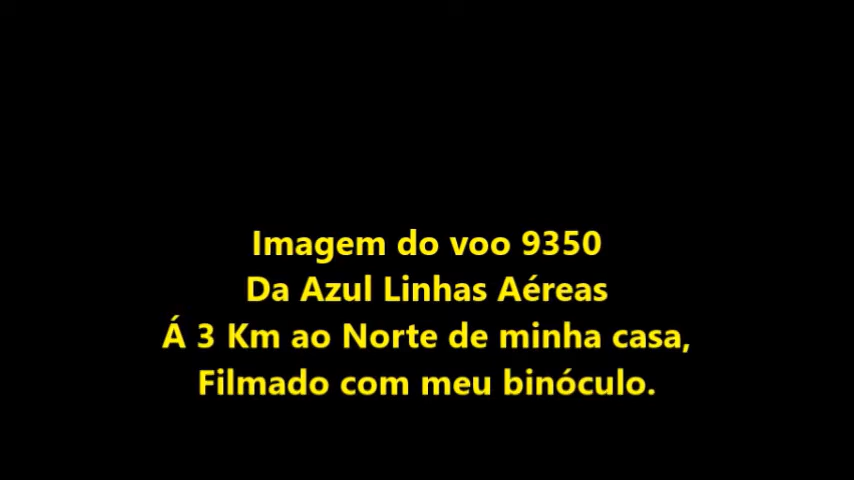 Imagem do voo 9350
Da Azul Linhas Aéreas
Á 3 Km ao Norte de minha casa,
Filmado com meu binóculo.